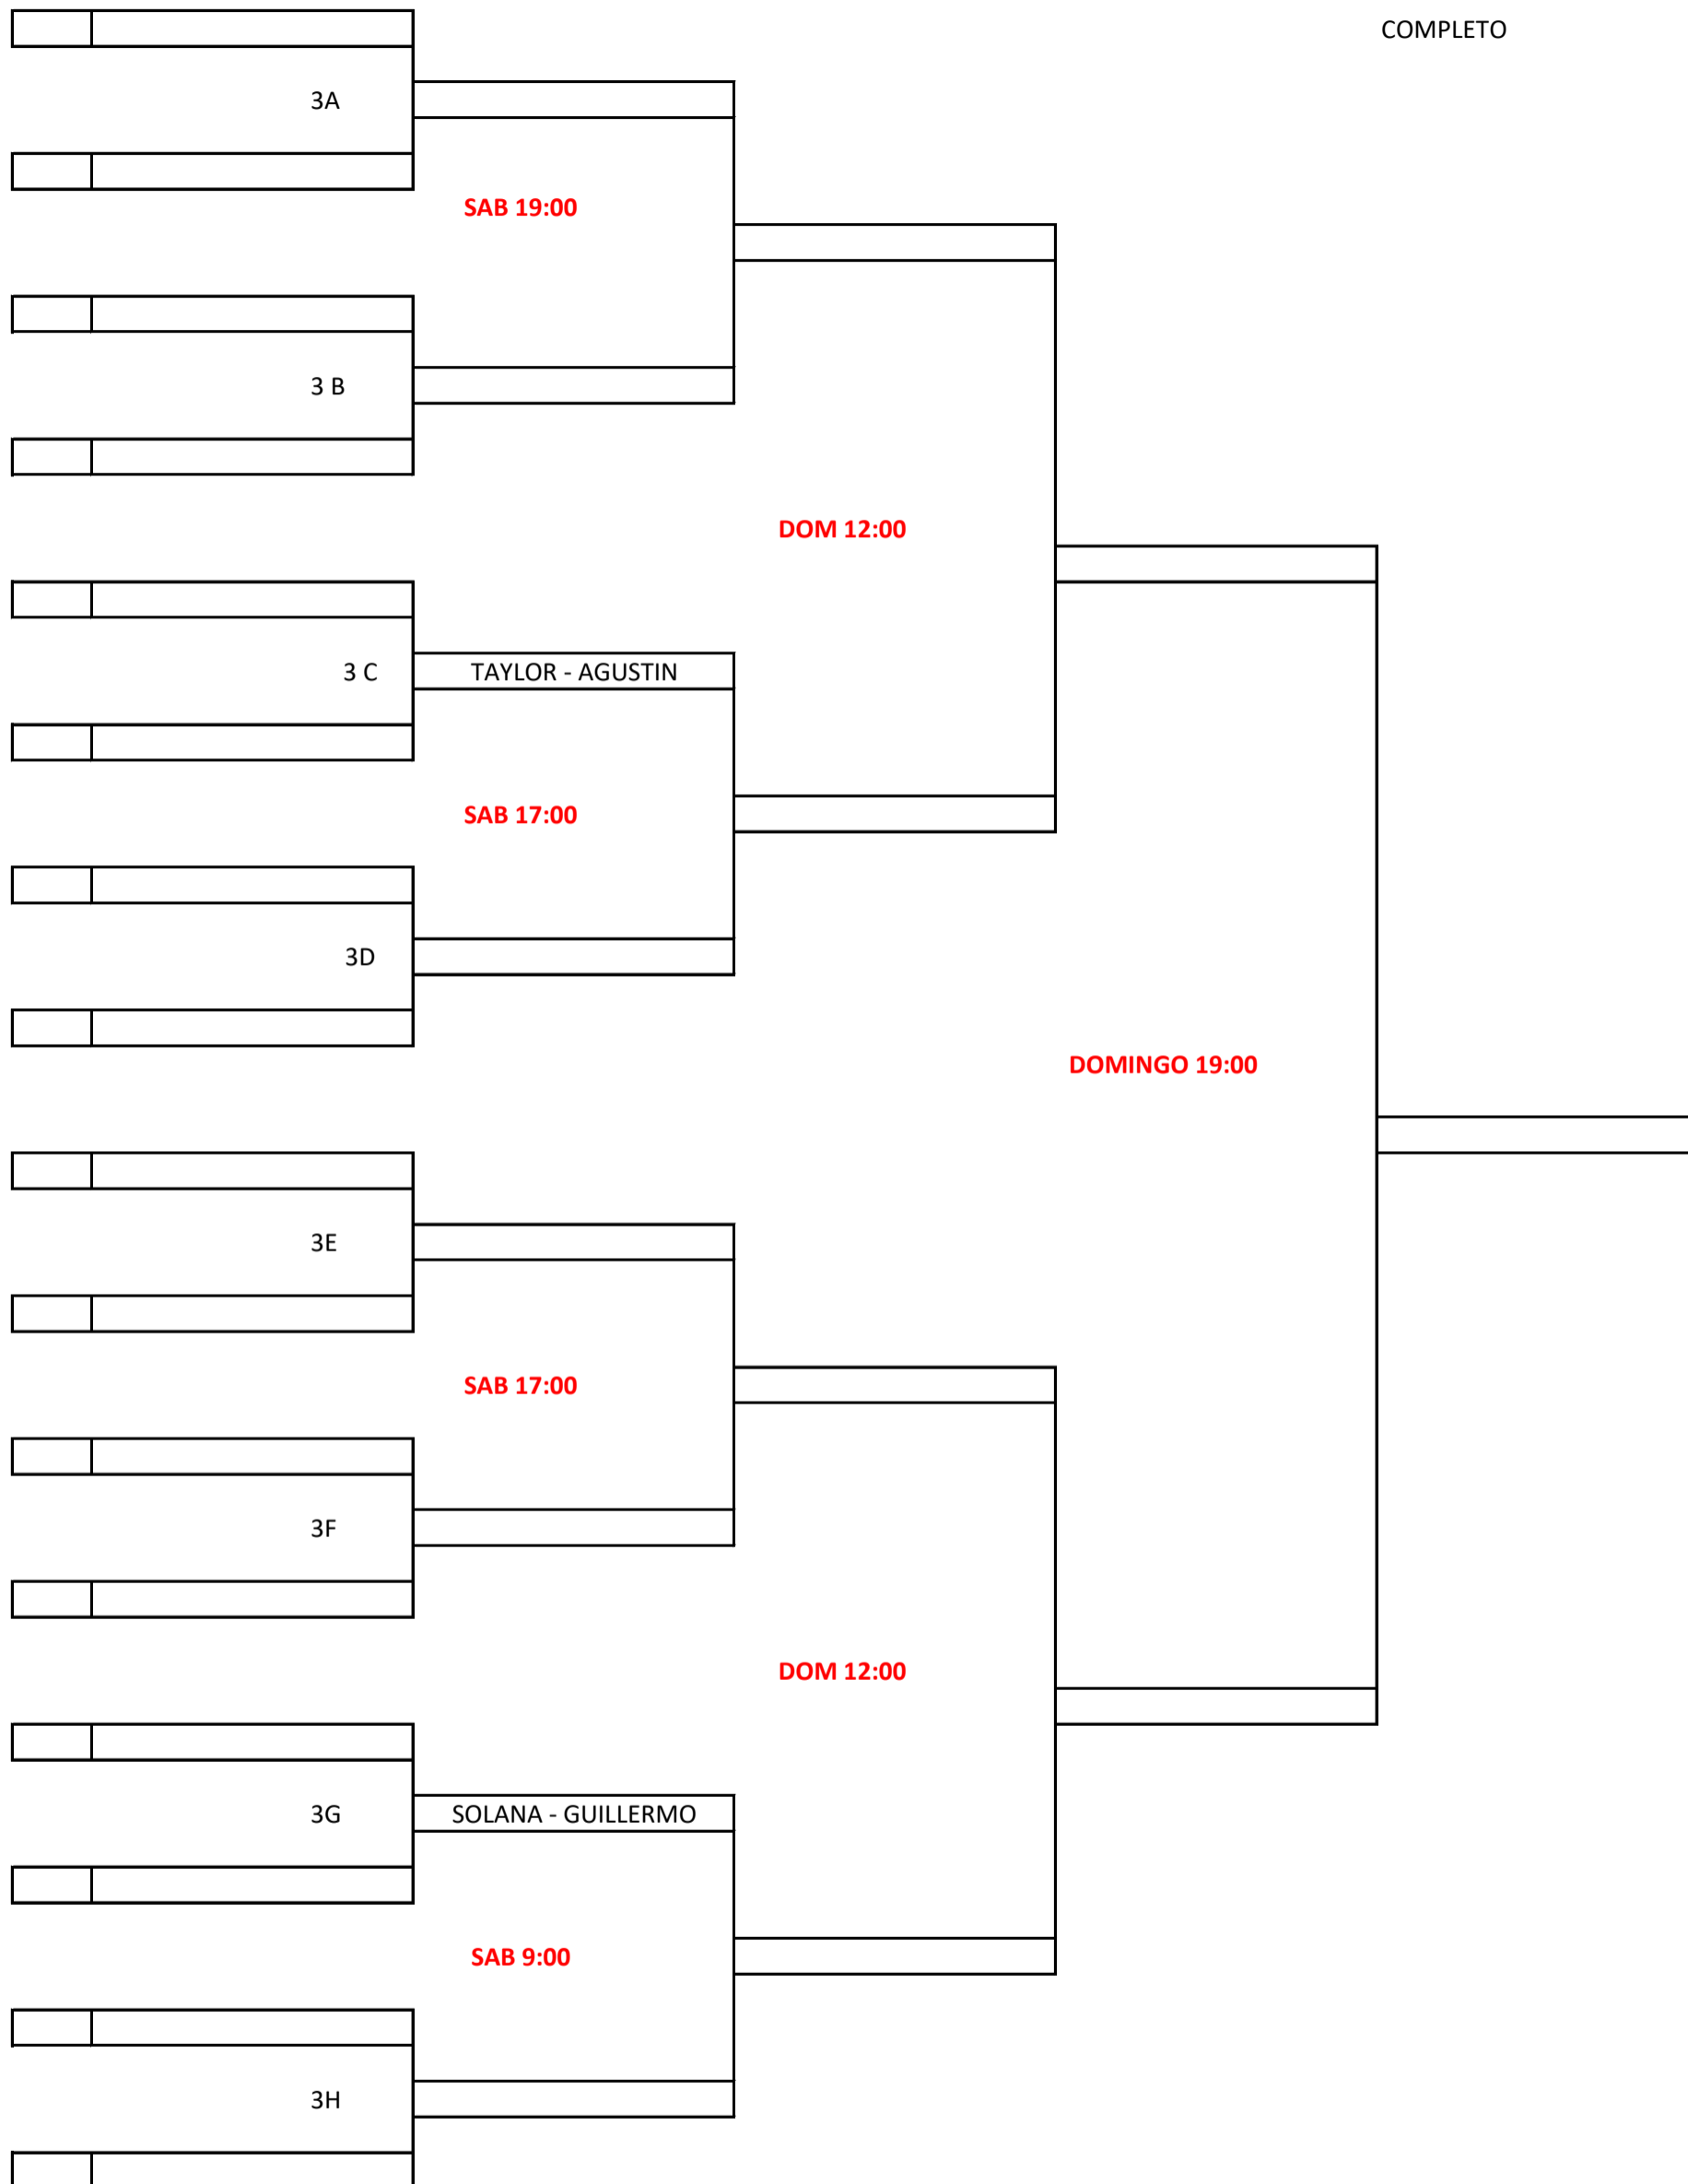 COMPLETO
3A
SAB 19:00
3 B
DOM 12:00
3 C
TAYLOR - AGUSTIN
SAB 17:00
3D
DOMINGO 19:00
3E
SAB 17:00
3F
DOM 12:00
3G
SOLANA - GUILLERMO
SAB 9:00
3H